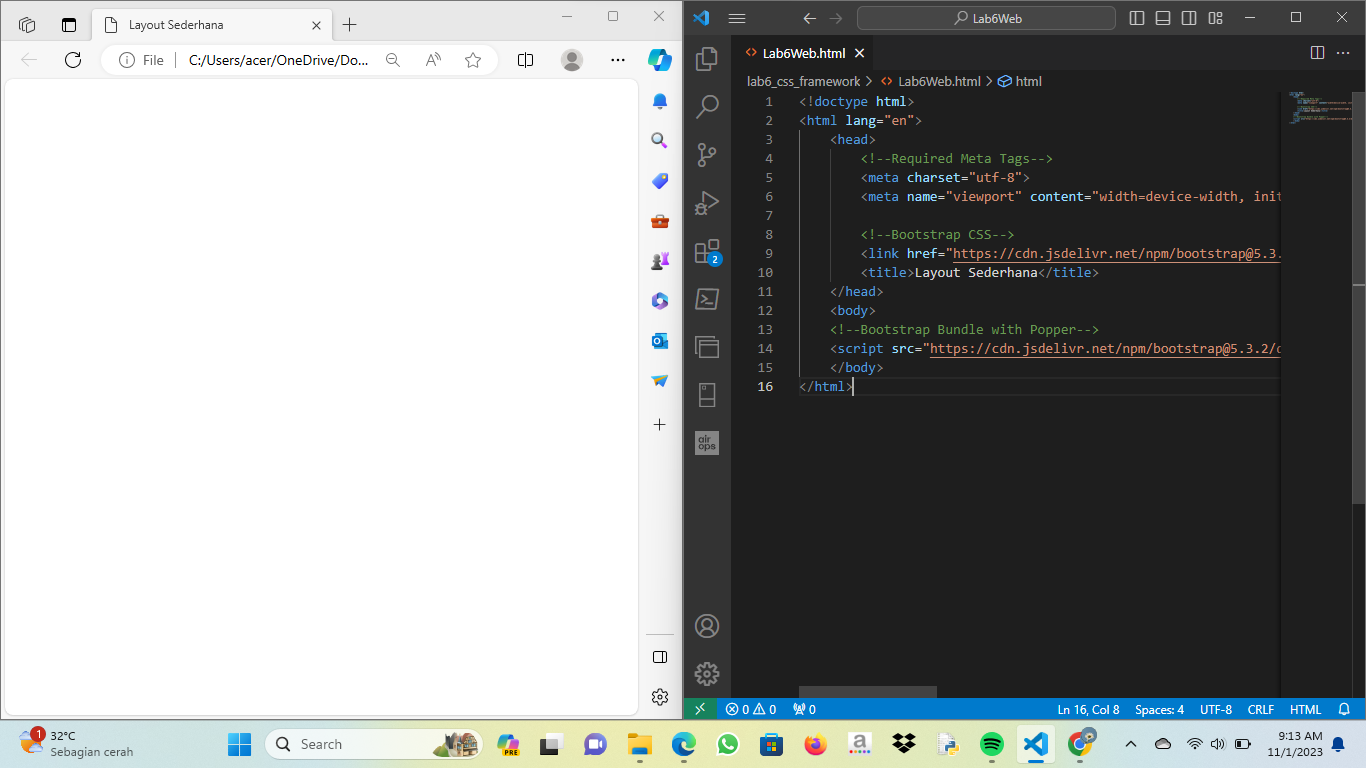 Layout Sederhana
File
C:/Users/acer/OneDrive/Do...
Lab6Web
Lab6Web.html
lab6_css_framework > Lab6Web.html > html
1 <!doctype html>
2 <html lang="en">
3 <head>
4 <!--Required Meta Tags-->
5 <meta charset="utf-8">
6 <meta name="viewport" content="width=device-width, init
7
8 <!--Bootstrap CSS-->
9 <link href="https://cdn.jsdelivr.net/npm/bootstrap@5.3.
10 <title>Layout Sederhana</title>
11 </head>
12 <body>
13 <!--Bootstrap Bundle with Popper-->
14 <script src="https://cdn.jsdelivr.net/npm/bootstrap@5.3.2/d
15 </body>
16 </html>
2
air
ops
0 0 0 Ln 16, Col 8 Spaces: 4 UTF-8 CRLF HTML
1
32°C
Sebagian cerah
Search
PRE
a
9:13 AM
11/1/2023